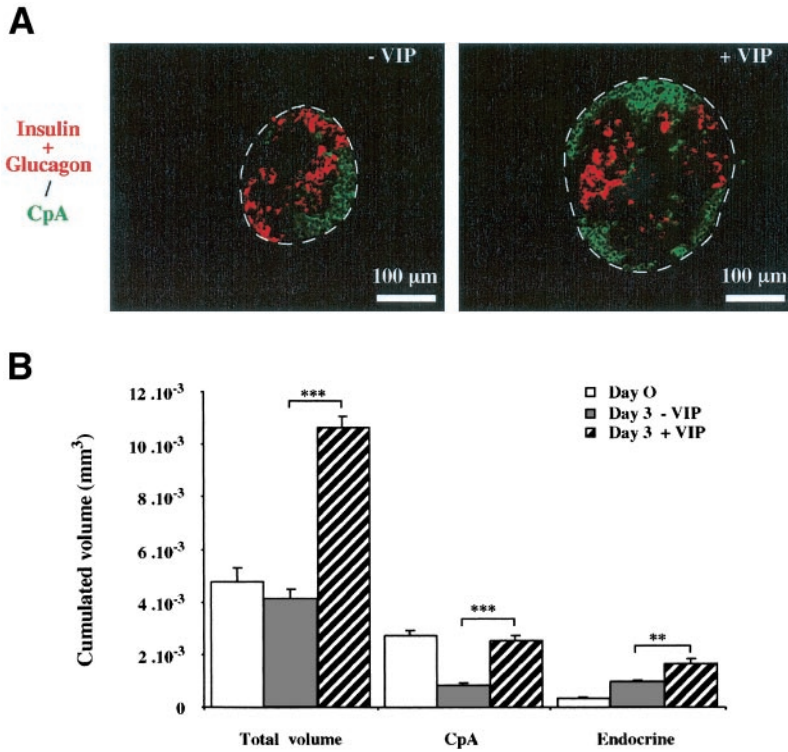 A
- VIP
+ VIP
Insulin
+
Glucagon
/
CpA
100 µm
100 µm
B
Cumulated volume (mm³)
12 .10⁻³
10.10⁻³
8 .10⁻³
6 .10⁻³
4 .10⁻³
2 .10⁻³
0
***
***
**
Day O
Day 3 - VIP
Day 3 + VIP
Total volume
CpA
Endocrine